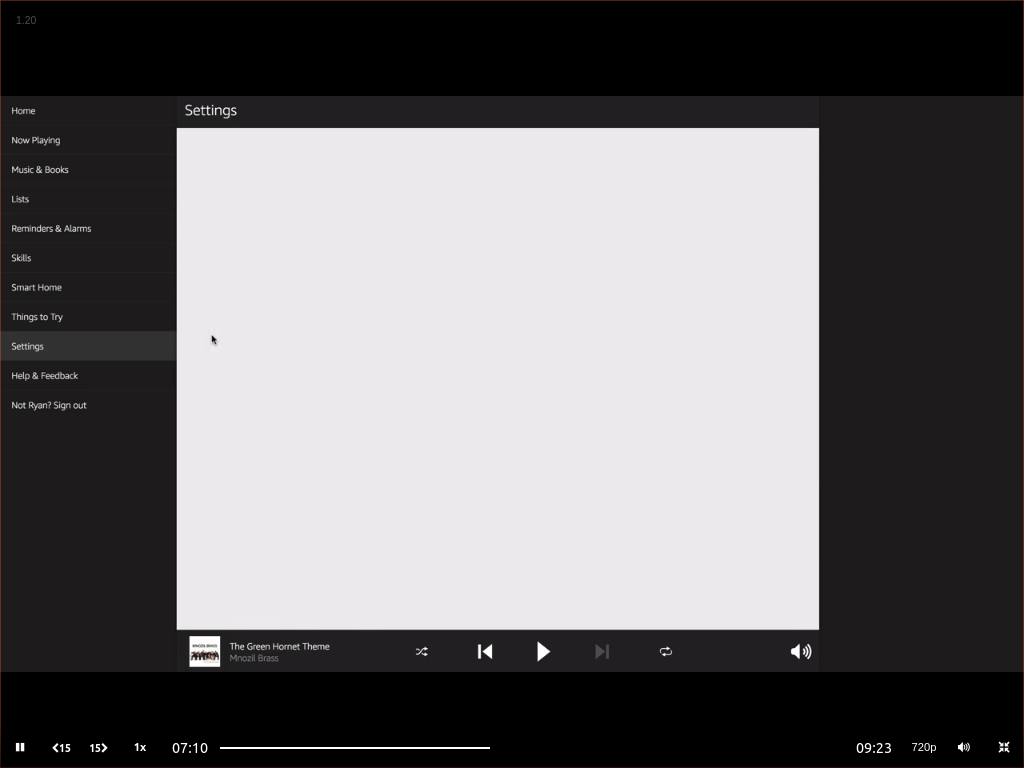 1.20
Home
Now Playing
Music & Books
Lists
Reminders & Alarms
Skills
Smart Home
Things to Try
Settings
Help & Feedback
Not Ryan? Sign out
Settings
MNOZIL BRASS
The Green Hornet Theme
Mnozil Brass
15 15 1x 07:10 09:23 720p